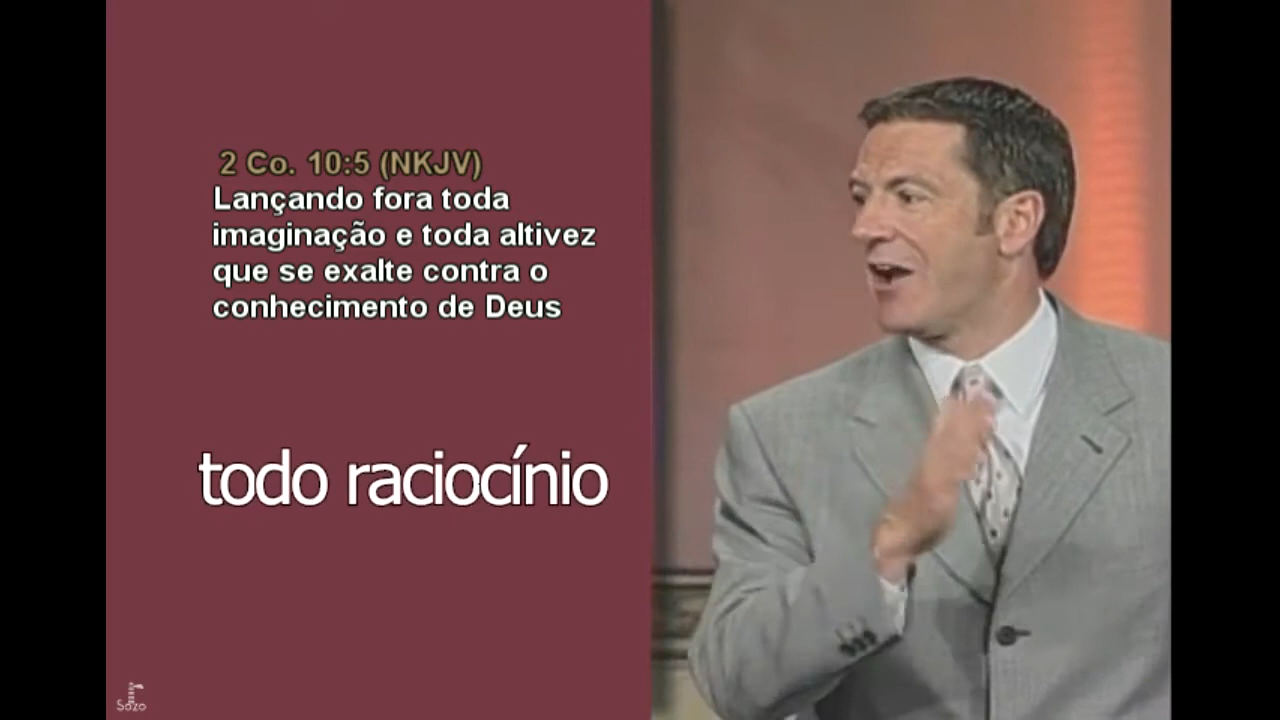 2 Co. 10:5 (NKJV)
Lançando fora toda
imaginação e toda altivez
que se exalte contra o
conhecimento de Deus
todo raciocínio
Sozo